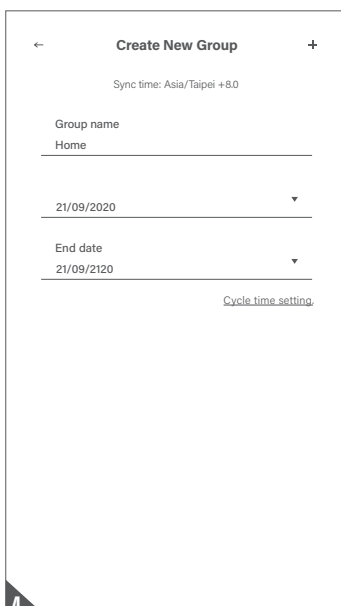 ← Create New Group +
Sync time: Asia/Taipei +8.0
Group name
Home
21/09/2020
End date
21/09/2120
Cycle time setting.